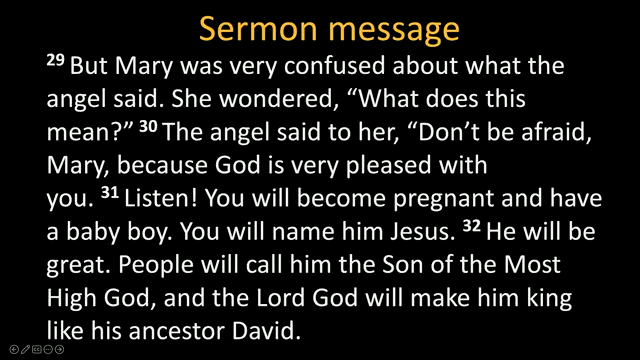 Sermon message
29 But Mary was very confused about what the
angel said. She wondered, “What does this
mean?” 30 The angel said to her, “Don’t be afraid,
Mary, because God is very pleased with
you. 31 Listen! You will become pregnant and have
a baby boy. You will name him Jesus. 32 He will be
great. People will call him the Son of the Most
High God, and the Lord God will make him king
like his ancestor David.